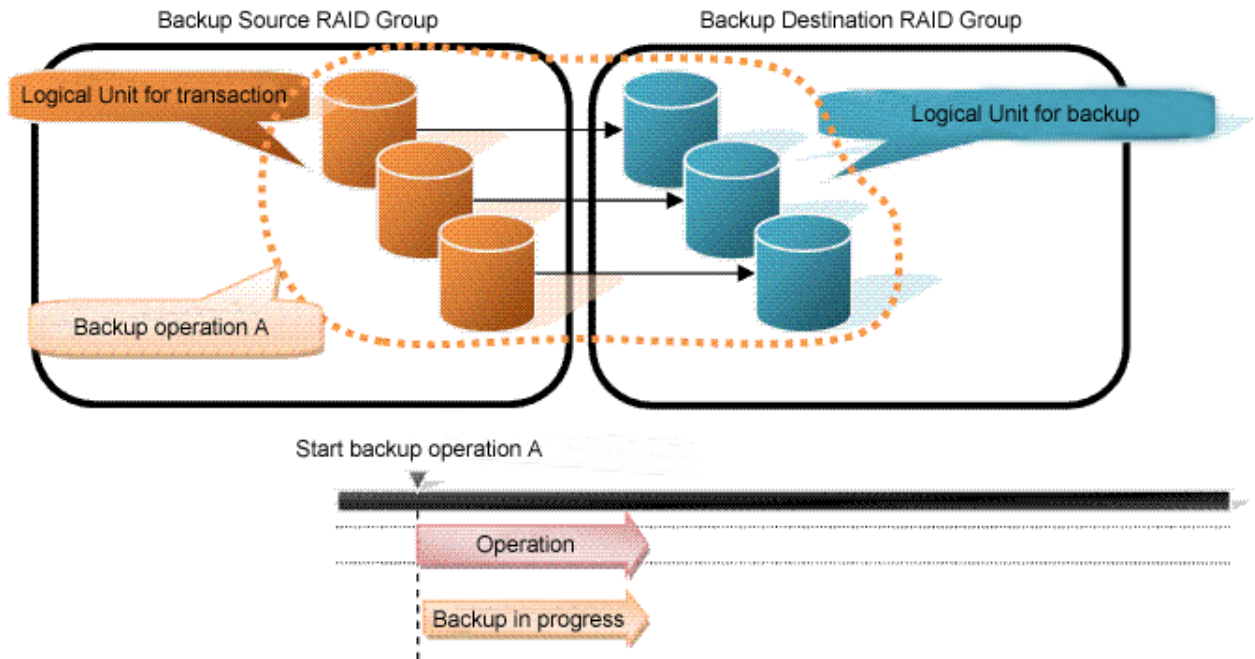 Backup Source RAID Group
Backup Destination RAID Group
Logical Unit for transaction
Logical Unit for backup
Backup operation A
Start backup operation A
Operation
Backup in progress